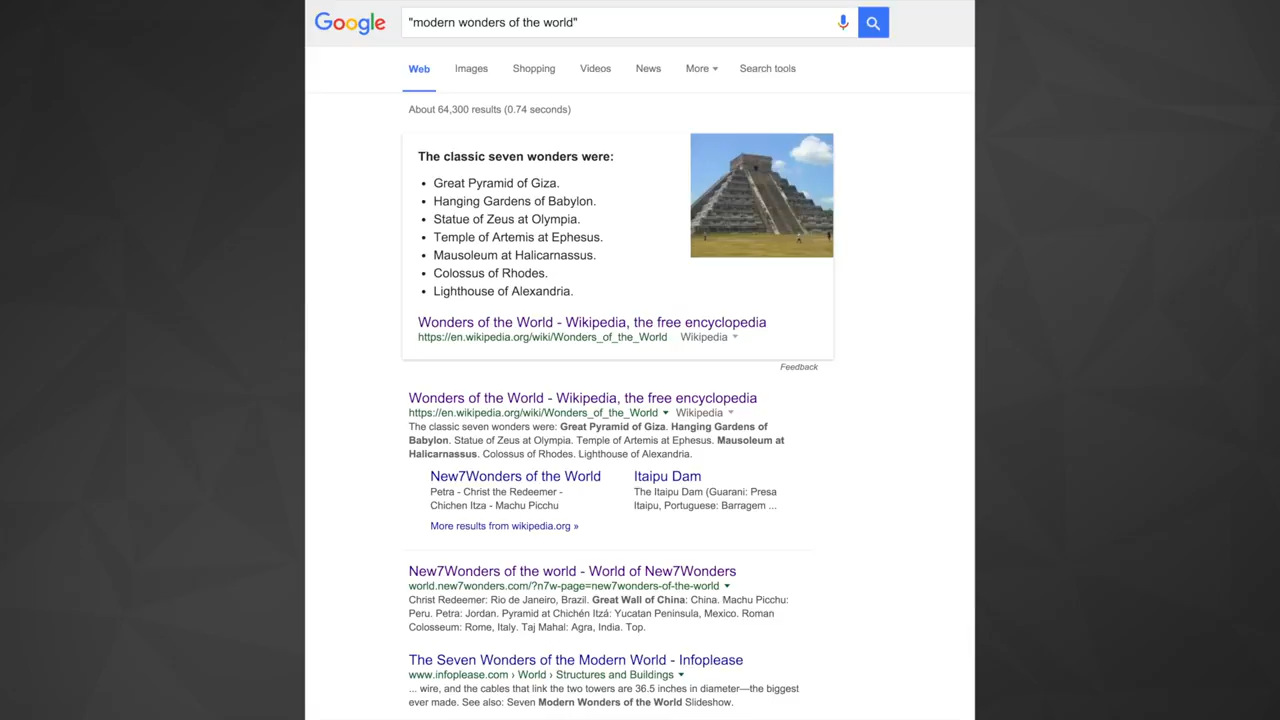 Google "modern wonders of the world"
Web Images Shopping Videos News More Search tools
About 64,300 results (0.74 seconds)
The classic seven wonders were:
• Great Pyramid of Giza.
• Hanging Gardens of Babylon.
• Statue of Zeus at Olympia.
• Temple of Artemis at Ephesus.
• Mausoleum at Halicarnassus.
• Colossus of Rhodes.
• Lighthouse of Alexandria.
Wonders of the World - Wikipedia, the free encyclopedia
https://en.wikipedia.org/wiki/Wonders_of_the_World Wikipedia
Feedback
Wonders of the World - Wikipedia, the free encyclopedia
https://en.wikipedia.org/wiki/Wonders_of_the_World Wikipedia
The classic seven wonders were: Great Pyramid of Giza. Hanging Gardens of
Babylon. Statue of Zeus at Olympia. Temple of Artemis at Ephesus. Mausoleum at
Halicarnassus. Colossus of Rhodes. Lighthouse of Alexandria.
New7Wonders of the World
Petra - Christ the Redeemer -
Chichen Itza - Machu Picchu
Itaipu Dam
The Itaipu Dam (Guarani: Presa
Itaipu, Portuguese: Barragem ...
More results from wikipedia.org »
New7Wonders of the world - World of New7Wonders
world.new7wonders.com/?n7w-page=new7wonders-of-the-world
Christ Redeemer: Rio de Janeiro, Brazil. Great Wall of China: China. Machu Picchu:
Peru. Petra: Jordan. Pyramid at Chichén Itzá: Yucatan Peninsula, Mexico. Roman
Colosseum: Rome, Italy. Taj Mahal: Agra, India. Top.
The Seven Wonders of the Modern World - Infoplease
www.infoplease.com › World › Structures and Buildings
... wire, and the cables that link the two towers are 36.5 inches in diameter—the biggest
ever made. See also: Seven Modern Wonders of the World Slideshow.